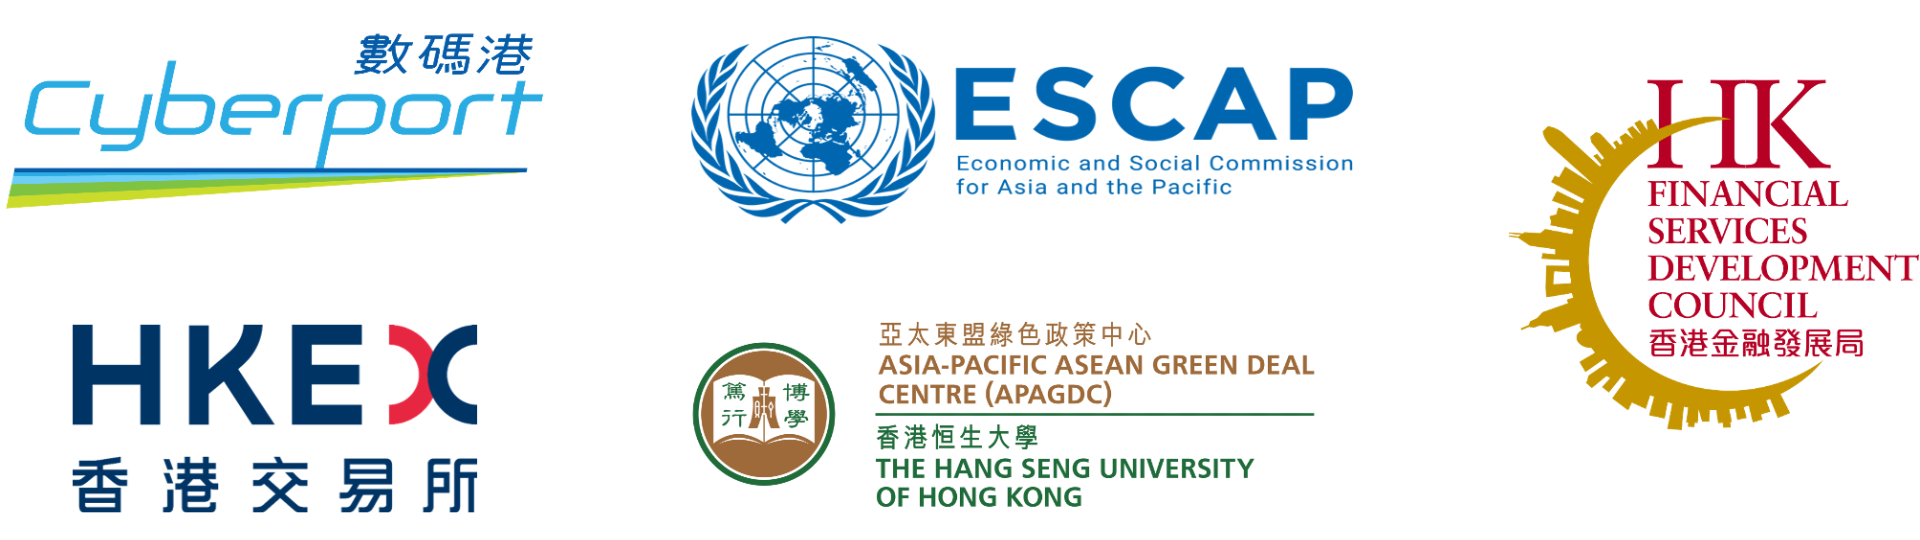 數碼港
Cyberport
ESCAP
Economic and Social Commission
for Asia and the Pacific
HK
FINANCIAL
SERVICES
DEVELOPMENT
COUNCIL
香港金融發展局
HKEX
香港交易所
篤行
博學
亞太東盟綠色政策中心
ASIA-PACIFIC ASEAN GREEN DEAL
CENTRE (APAGDC)
香港恒生大學
THE HANG SENG UNIVERSITY
OF HONG KONG